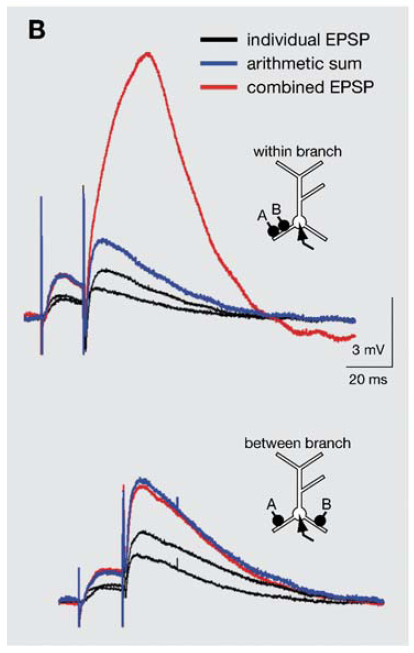 B
individual EPSP
arithmetic sum
combined EPSP
within branch
B
A
3 mV
20 ms
between branch
A B